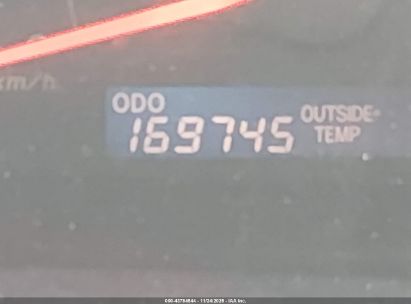 km/h
ODO
169745
OUTSIDE-
TEMP